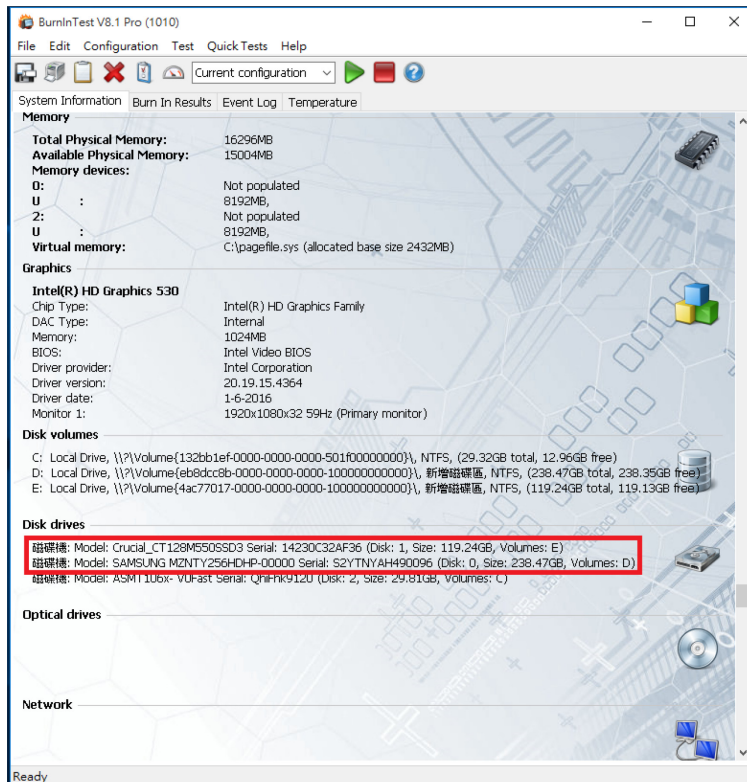 BurnInTest V8.1 Pro (1010)
File Edit Configuration Test Quick Tests Help
Current configuration
System Information Burn In Results Event Log Temperature
Memory
Total Physical Memory: 16296MB
Available Physical Memory: 15004MB
Memory devices:
0: Not populated
U : 8192MB,
2: Not populated
U : 8192MB,
Virtual memory: C:\pagefile.sys (allocated base size 2432MB)
Graphics
Intel(R) HD Graphics 530
Chip Type: Intel(R) HD Graphics Family
DAC Type: Internal
Memory: 1024MB
BIOS: Intel Video BIOS
Driver provider: Intel Corporation
Driver version: 20.19.15.4364
Driver date: 1-6-2016
Monitor 1: 1920x1080x32 59Hz (Primary monitor)
Disk volumes
C: Local Drive, \\?\Volume{132bb1ef-0000-0000-0000-501f00000000}\, NTFS, (29.32GB total, 12.96GB free)
D: Local Drive, \\?\Volume{eb8dcc8b-0000-0000-0000-100000000000}\, 新增磁碟區, NTFS, (238.47GB total, 238.35GB free)
E: Local Drive, \\?\Volume{4ac77017-0000-0000-0000-100000000000}\, 新增磁碟區, NTFS, (119.24GB total, 119.13GB free)
Disk drives
磁碟機: Model: Crucial_CT128M550SSD3 Serial: 14230C32AF36 (Disk: 1, Size: 119.24GB, Volumes: E)
磁碟機: Model: SAMSUNG MZNTY256HDHP-00000 Serial: S2YTNYAH490096 (Disk: 0, Size: 238.47GB, Volumes: D)
磁碟機: Model: ASMT106x- V0Fast Serial: QhiFhk9120 (Disk: 2, Size: 29.81GB, Volumes: C)
Optical drives
Network
Ready